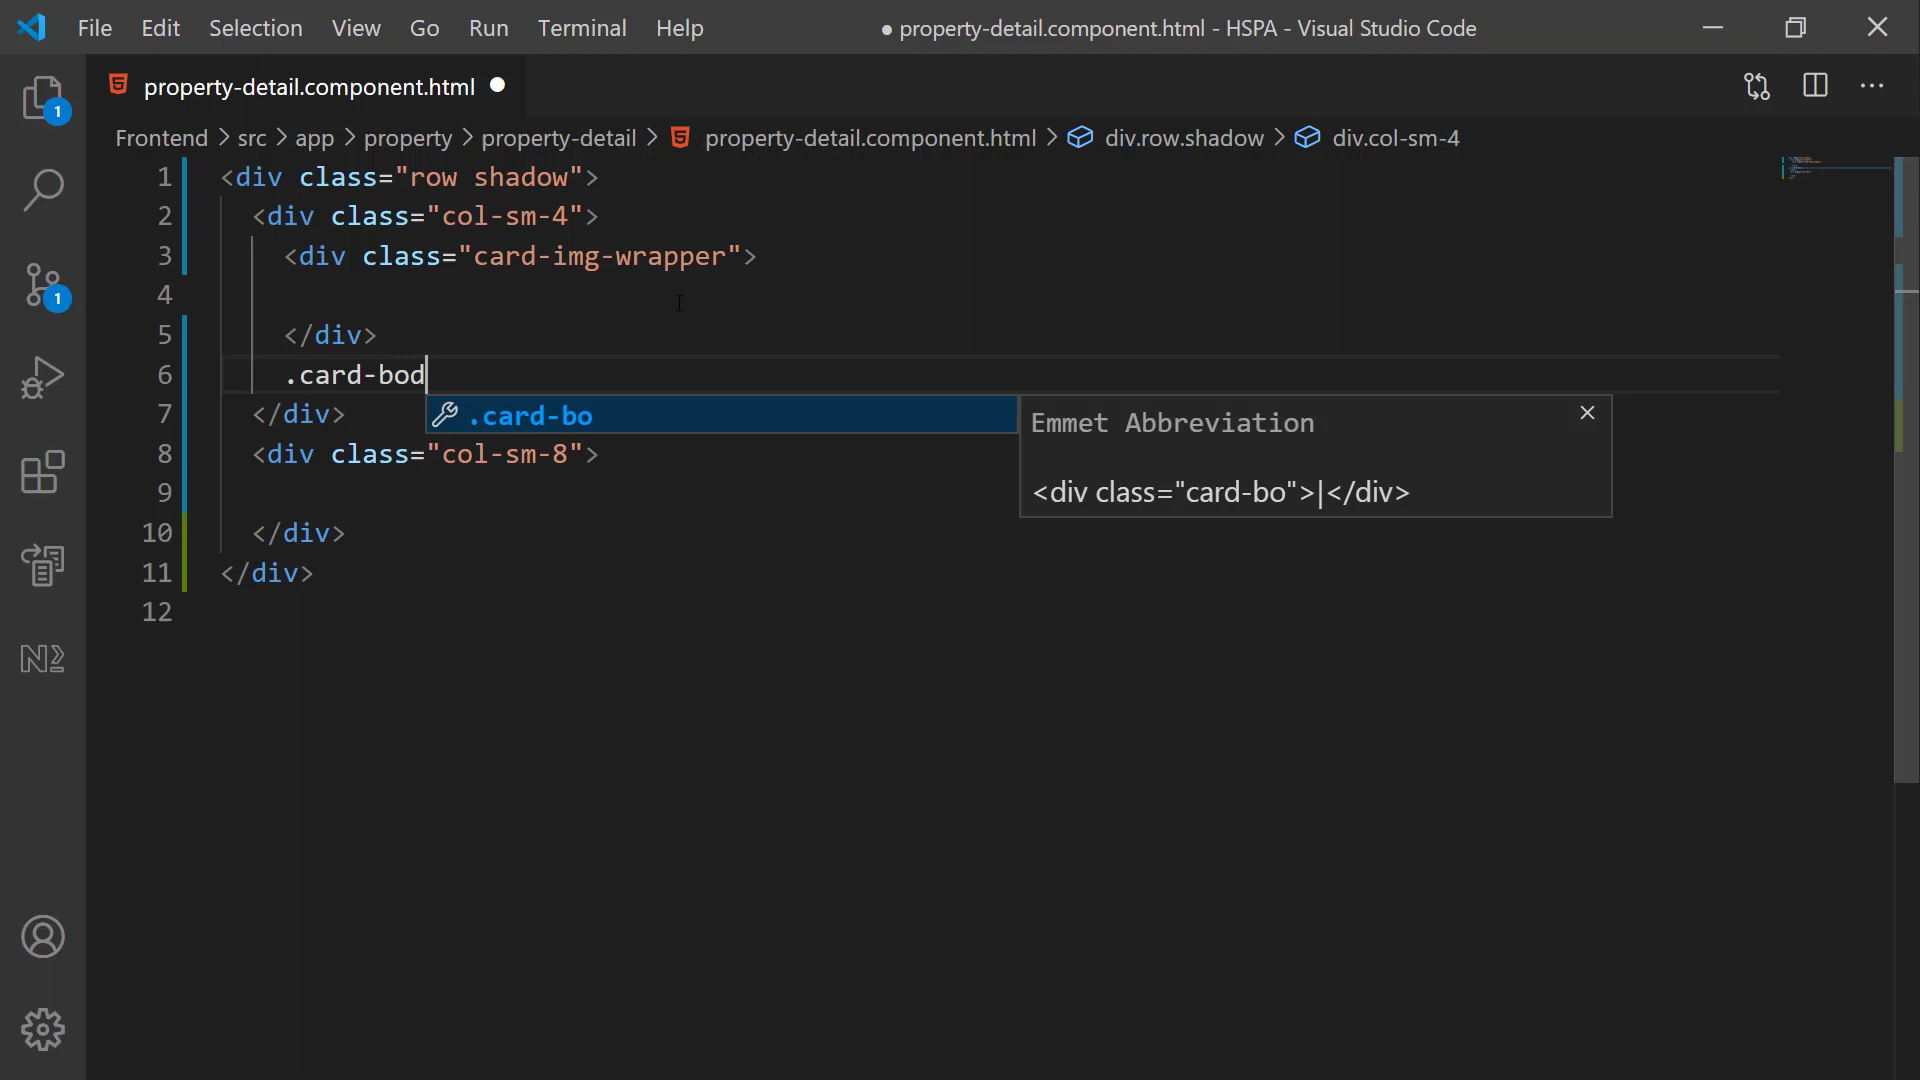 File Edit Selection View Go Run Terminal Help ● property-detail.component.html - HSPA - Visual Studio Code
property-detail.component.html ●
Frontend > src > app > property > property-detail > property-detail.component.html > div.row.shadow > div.col-sm-4
1 <div class="row shadow">
2 <div class="col-sm-4">
3 <div class="card-img-wrapper">
4
5 </div>
6 .card-bod
.card-bo
Emmet Abbreviation
<div class="card-bo">|</div>
7 </div>
8 <div class="col-sm-8">
9
10 </div>
11 </div>
12
1
1